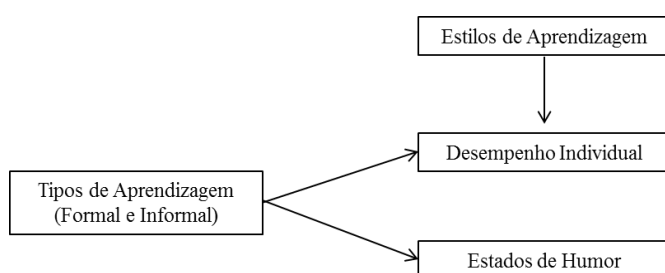 Estilos de Aprendizagem
Desempenho Individual
Tipos de Aprendizagem
(Formal e Informal)
Estados de Humor